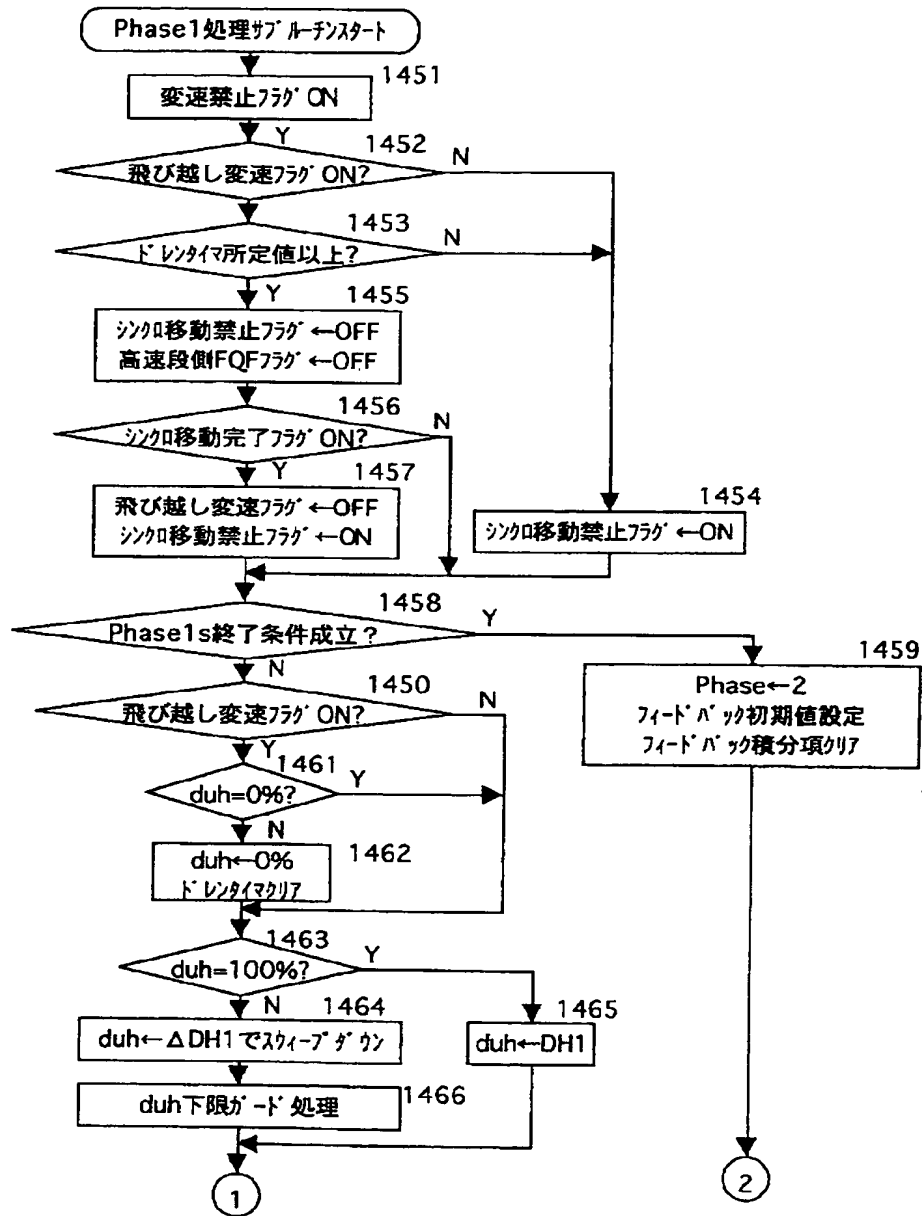 Phase1処理ｻﾌﾞﾙｰﾁﾝｽﾀｰﾄ
1451
変速禁止ﾌﾗｸﾞON
Y
1452
N
飛び越し変速ﾌﾗｸﾞON?
1453
N
ﾄﾞﾚﾝﾀｲﾏ所定値以上?
Y
1455
ｼﾝｸﾛ移動禁止ﾌﾗｸﾞ←OFF
高速段側FQFﾌﾗｸﾞ←OFF
1456
N
ｼﾝｸﾛ移動完了ﾌﾗｸﾞON?
Y
1457
飛び越し変速ﾌﾗｸﾞ←OFF
ｼﾝｸﾛ移動禁止ﾌﾗｸﾞ←ON
1454
ｼﾝｸﾛ移動禁止ﾌﾗｸﾞ←ON
1458
Y
Phase1s終了条件成立？
N
1459
Phase←2
ﾌｨｰﾄﾞﾊﾞｯｸ初期値設定
ﾌｨｰﾄﾞﾊﾞｯｸ積分項ｸﾘｱ
1450
N
飛び越し変速ﾌﾗｸﾞON?
Y
1461
Y
duh=0%?
N
1462
duh←0%
ﾄﾞﾚﾝﾀｲﾏｸﾘｱ
1463
Y
duh=100%?
N
1464
duh←ΔDH1でｽｳｨｰﾌﾟﾀﾞｳﾝ
1465
duh←DH1
duh下限ｶﾞｰﾄﾞ処理
1466
1
2